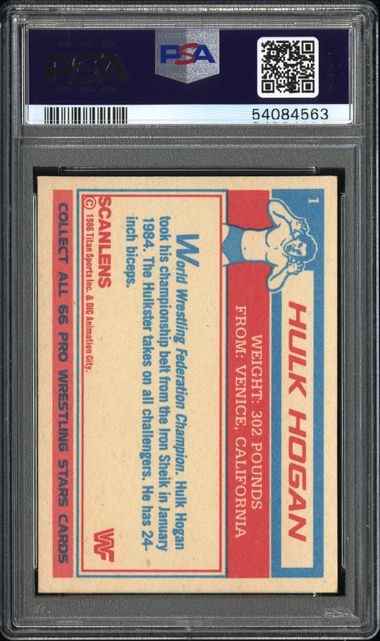 PSA
PSA
54084563
1
HULK HOGAN
WEIGHT: 302 POUNDS
FROM: VENICE, CALIFORNIA
World Wrestling Federation Champion. Hulk Hogan
took his championship belt from the Iron Sheik in January
1984. The Hulkster takes on all challengers. He has 24-
inch biceps.
SCANLENS
© 1986 Titan Sports Inc. & DIC Animation City.
WF
COLLECT ALL 66 PRO WRESTLING STARS CARDS